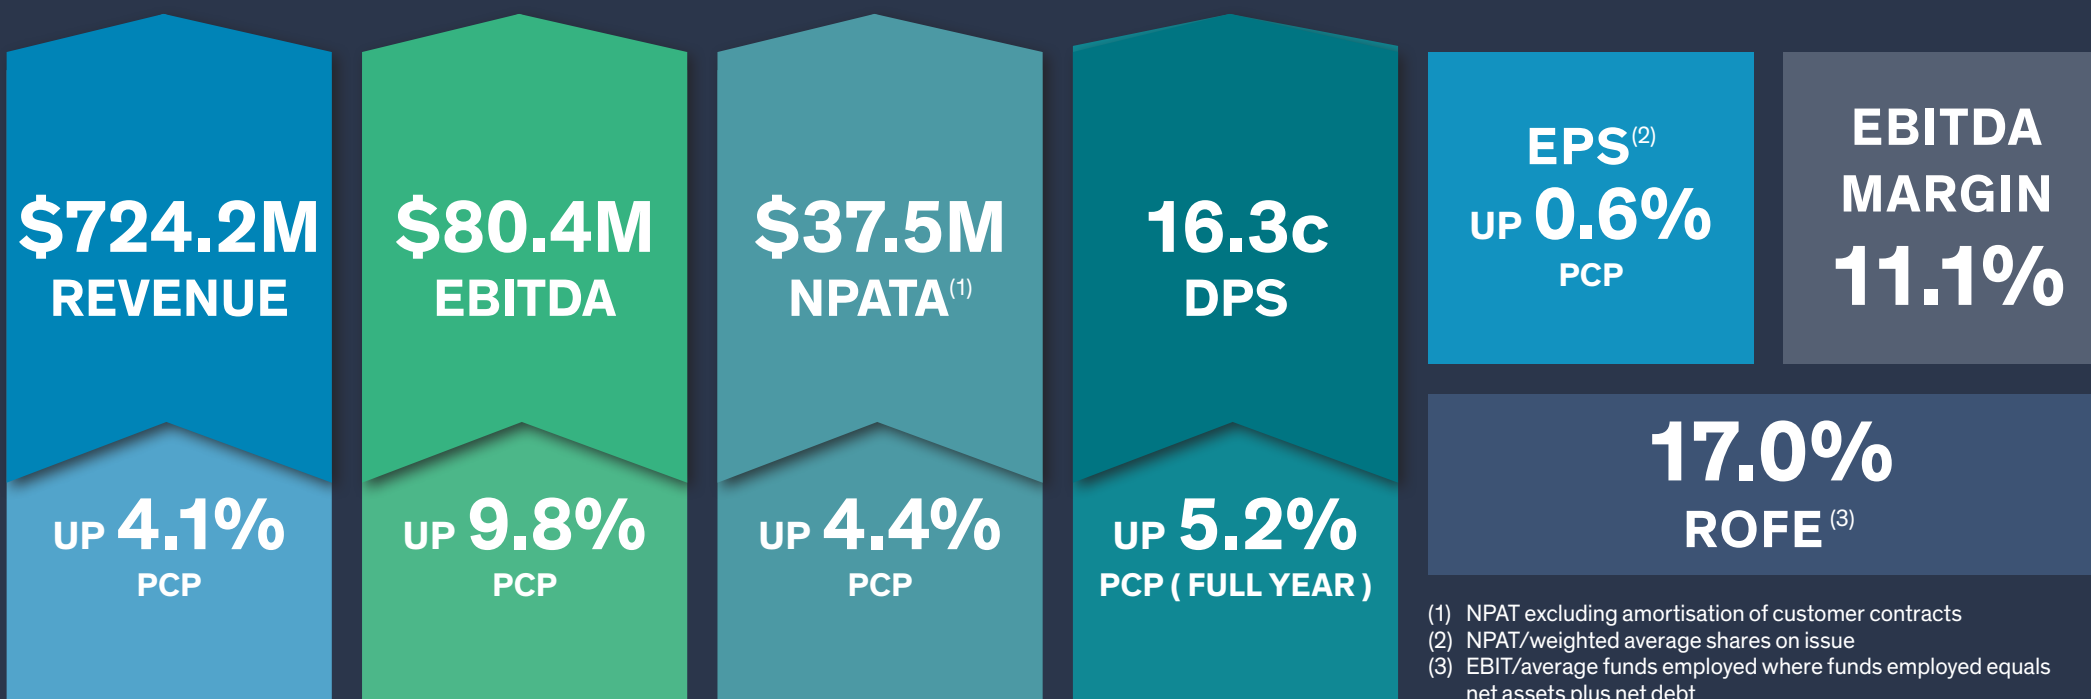 $724.2M
REVENUE
UP 4.1%
PCP
$80.4M
EBITDA
UP 9.8%
PCP
$37.5M
NPATA(1)
UP 4.4%
PCP
16.3c
DPS
UP 5.2%
PCP ( FULL YEAR )
EPS(2)
UP 0.6%
PCP
EBITDA
MARGIN
11.1%
17.0%
ROFE (3)
(1) NPAT excluding amortisation of customer contracts
(2) NPAT/weighted average shares on issue
(3) EBIT/average funds employed where funds employed equals
net assets plus net debt